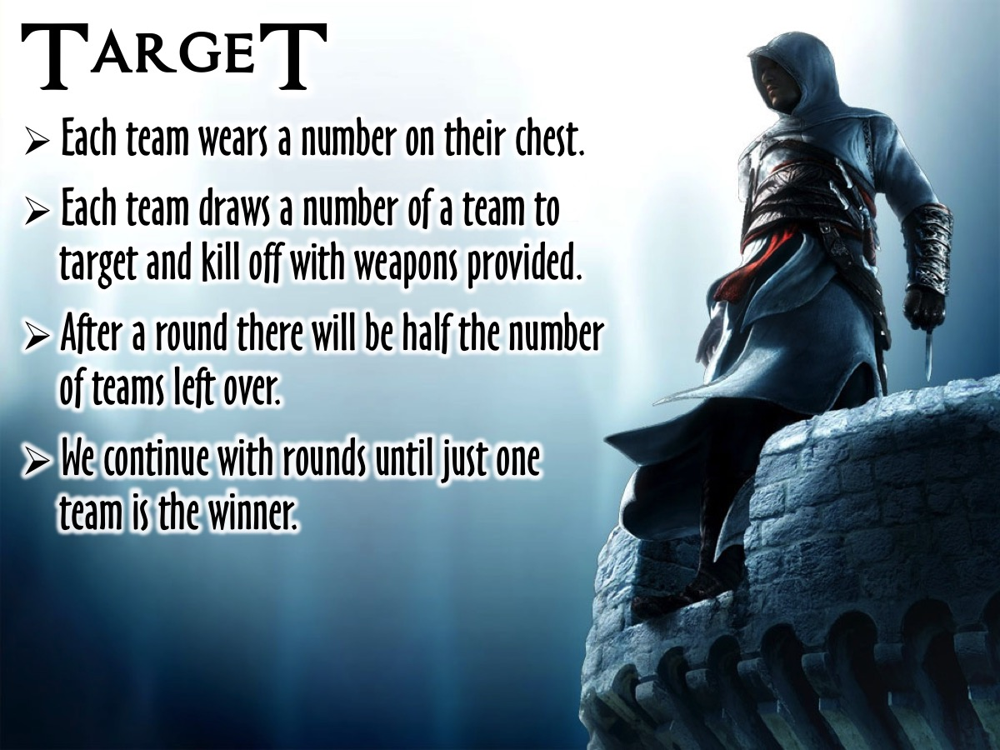 TARGET
➢ Each team wears a number on their chest.
➢ Each team draws a number of a team to
target and kill off with weapons provided.
➢ After a round there will be half the number
of teams left over.
➢ We continue with rounds until just one
team is the winner.